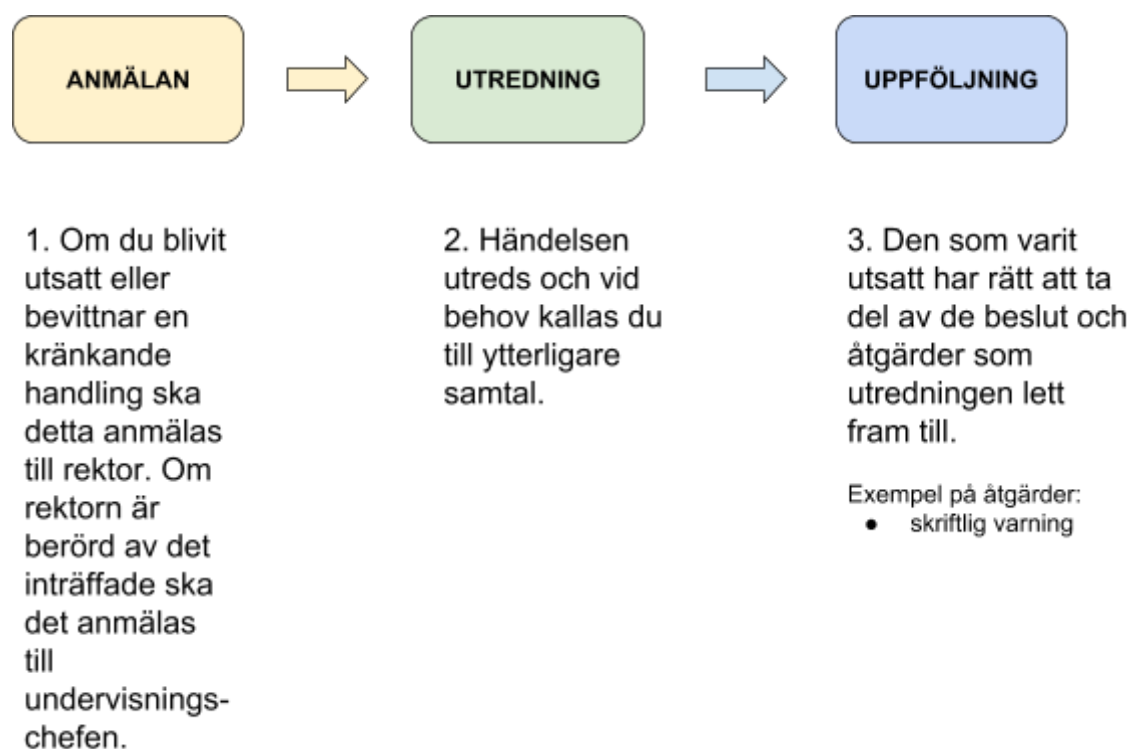 ANMÄLAN
UTREDNING
UPPFÖLJNING
1. Om du blivit
utsatt eller
bevittnar en
kränkande
handling ska
detta anmälas
till rektor. Om
rektorn är
berörd av det
inträffade ska
det anmälas
till
undervisnings-
chefen.
2. Händelsen
utreds och vid
behov kallas du
till ytterligare
samtal.
3. Den som varit
utsatt har rätt att ta
del av de beslut och
åtgärder som
utredningen lett
fram till.
Exempel på åtgärder:
● skriftlig varning